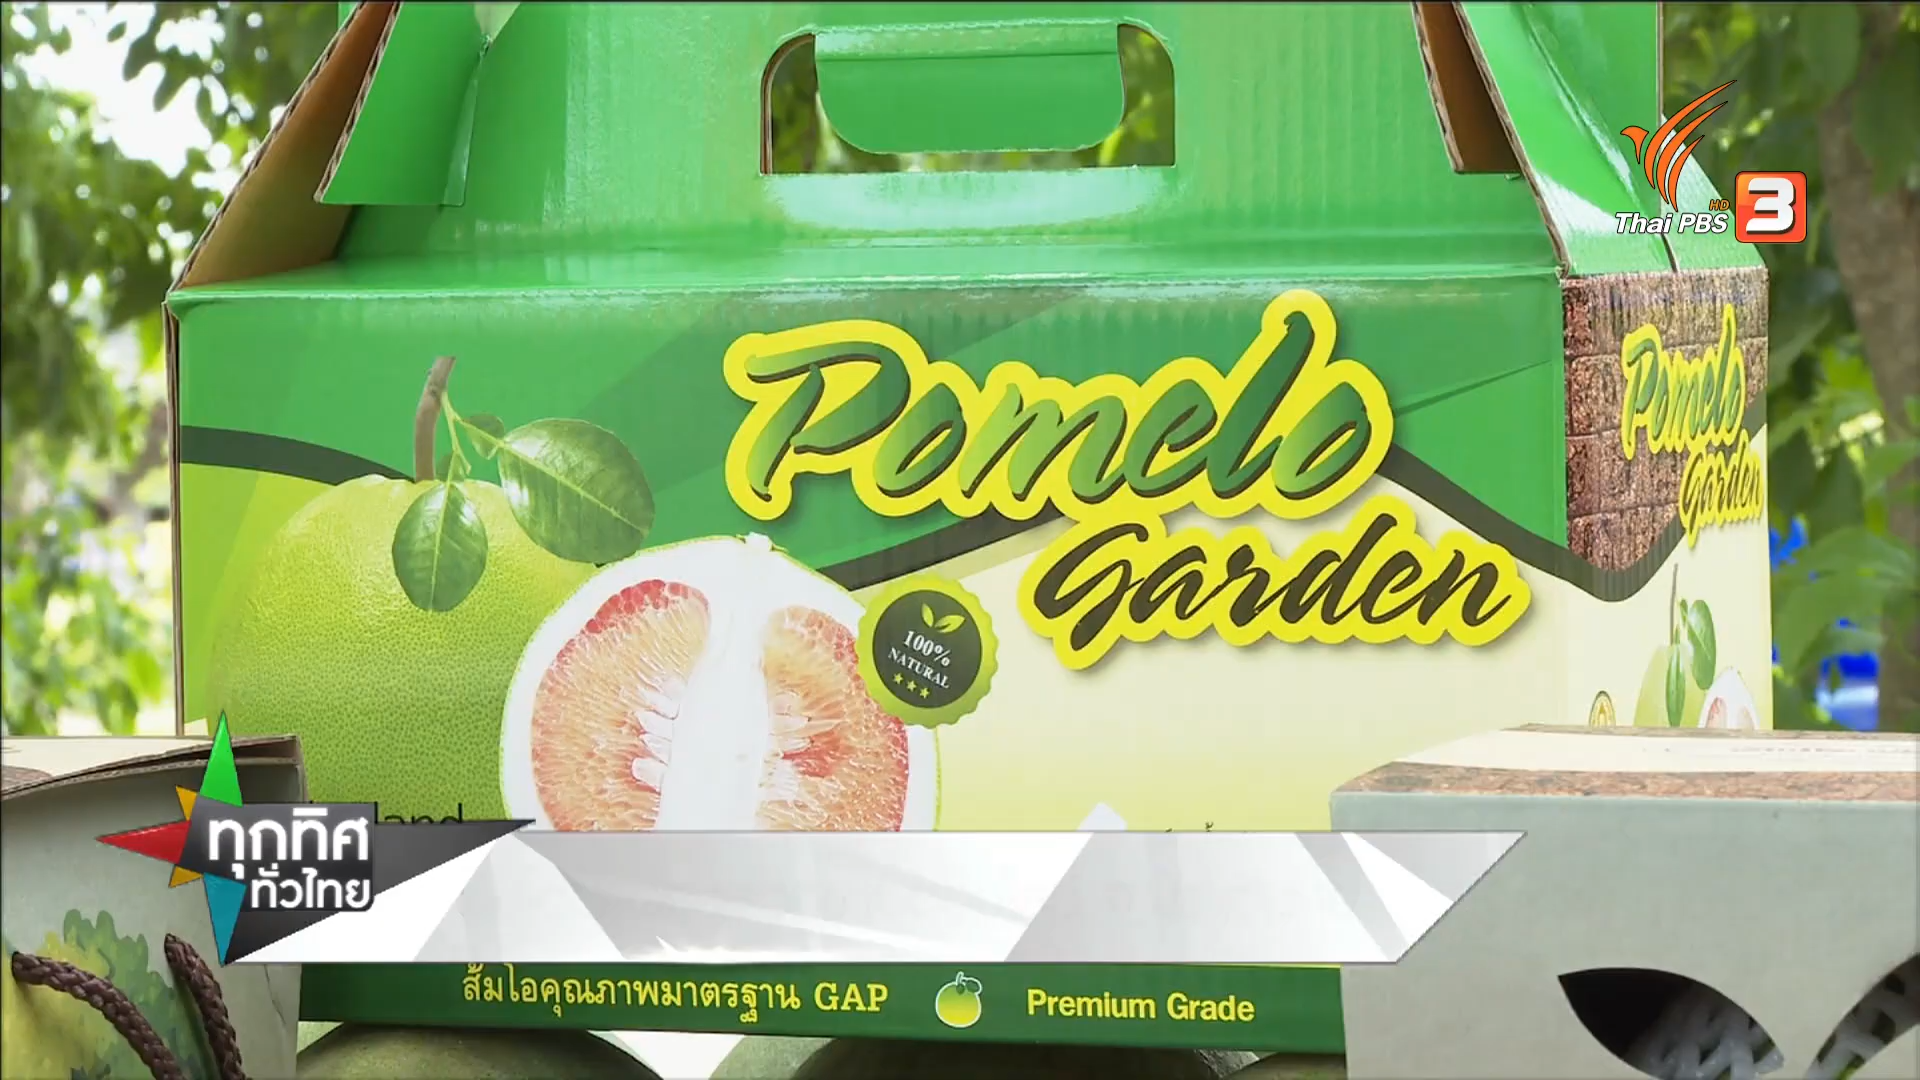 Thai PBS HD 3
Pomelo
Garden
Pomelo
Garden
100%
NATURAL
land
ทุกทิศ
ทั่วไทย
ส้มโอคุณภาพมาตรฐาน GAP
Premium Grade